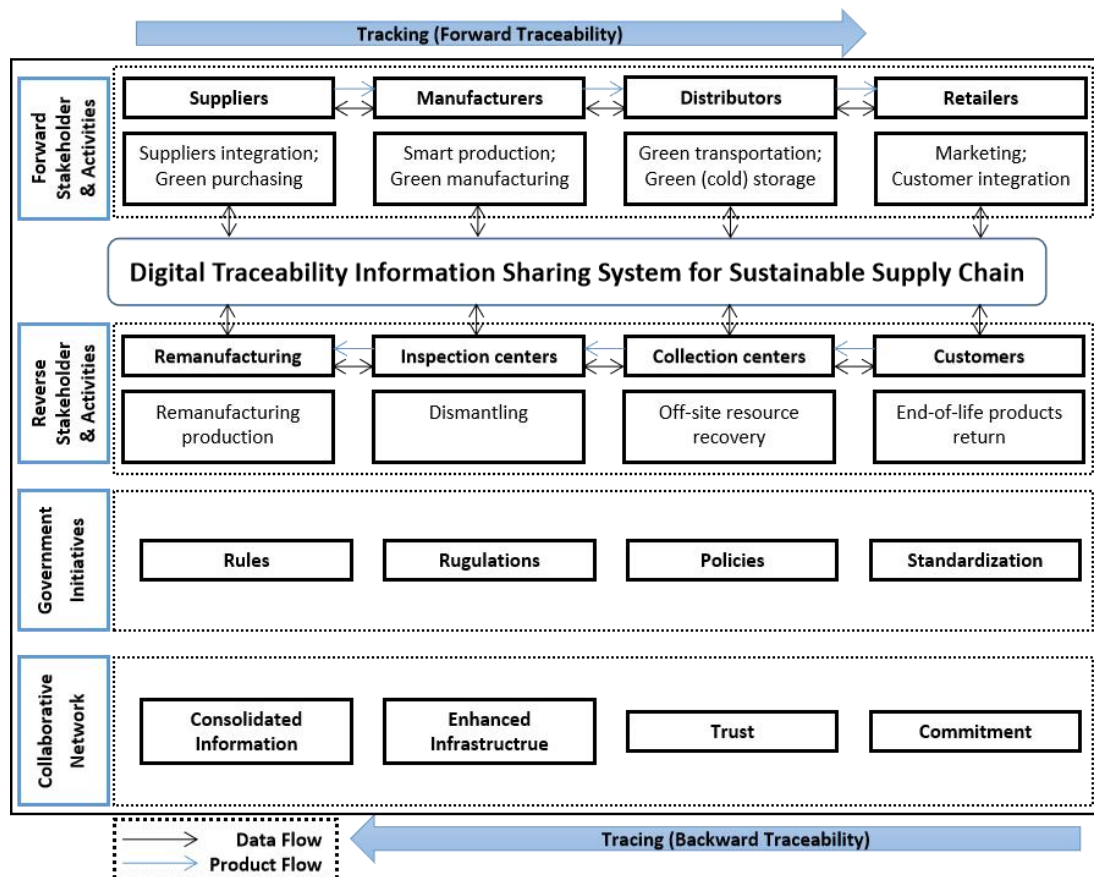 Tracking (Forward Traceability)
Forward
Stakeholder
& Activities
Suppliers
Manufacturers
Distributors
Retailers
Suppliers integration;
Green purchasing
Smart production;
Green manufacturing
Green transportation;
Green (cold) storage
Marketing;
Customer integration
Digital Traceability Information Sharing System for Sustainable Supply Chain
Reverse
Stakeholder
& Activities
Remanufacturing
Inspection centers
Collection centers
Customers
Remanufacturing
production
Dismantling
Off-site resource
recovery
End-of-life products
return
Government
Initiatives
Rules
Rugulations
Policies
Standardization
Collaborative
Network
Consolidated
Information
Enhanced
Infrastructrue
Trust
Commitment
Data Flow
Product Flow
Tracing (Backward Traceability)